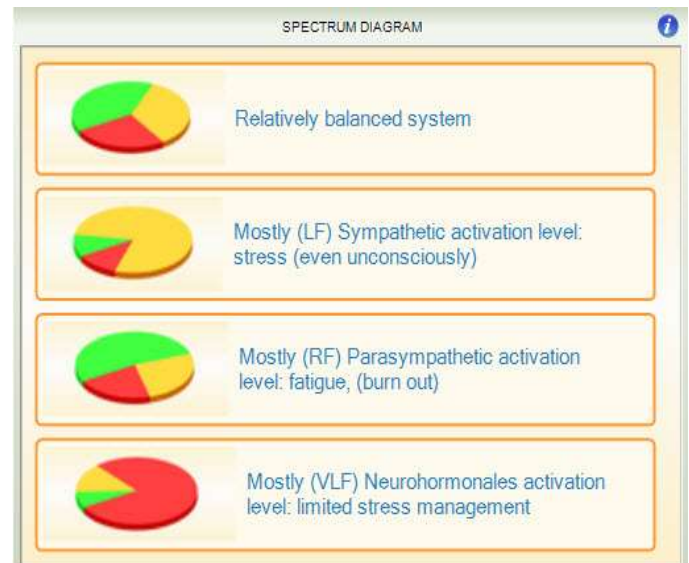 SPECTRUM DIAGRAM
i
Relatively balanced system
Mostly (LF) Sympathetic activation level:
stress (even unconsciously)
Mostly (RF) Parasympathetic activation
level: fatigue, (burn out)
Mostly (VLF) Neurohormonales activation
level: limited stress management